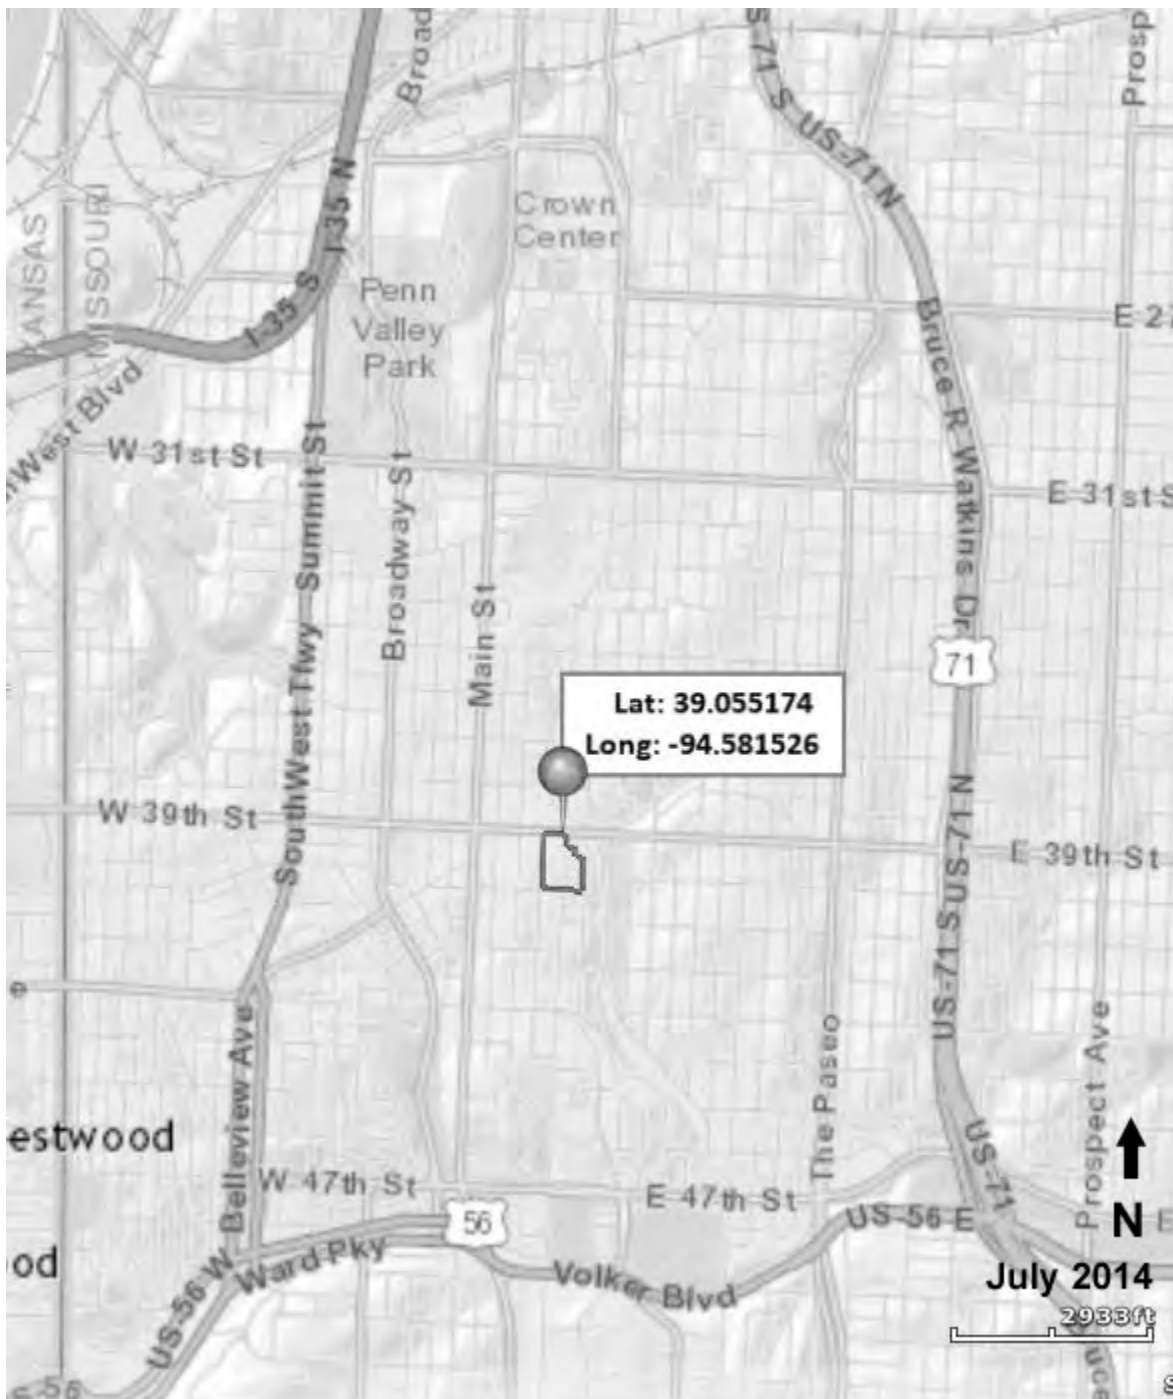 Broad
S 71 S
US-71 N
Prosp
KANSAS
MISSOURI
I-35 N
I-35 S
Crown
Center
Penn
Valley
Park
Bruce R Watkins Dr
West Blvd
W 31st St
E 31st S
SouthWest Tfwy
Summit St
Broadway St
Main St
71
Lat: 39.055174
Long: -94.581526
W 39th St
E 39th St
US-71 N
US-71 S
e
Belleview Ave
The Paseo
Prospect Ave
estwood
US-71
W 47th St
E 47th St
56
US-56 E
N
E
od
US-56 W
Ward Pky
Volker Blvd
July 2014
2933ft
S-56
uce
S